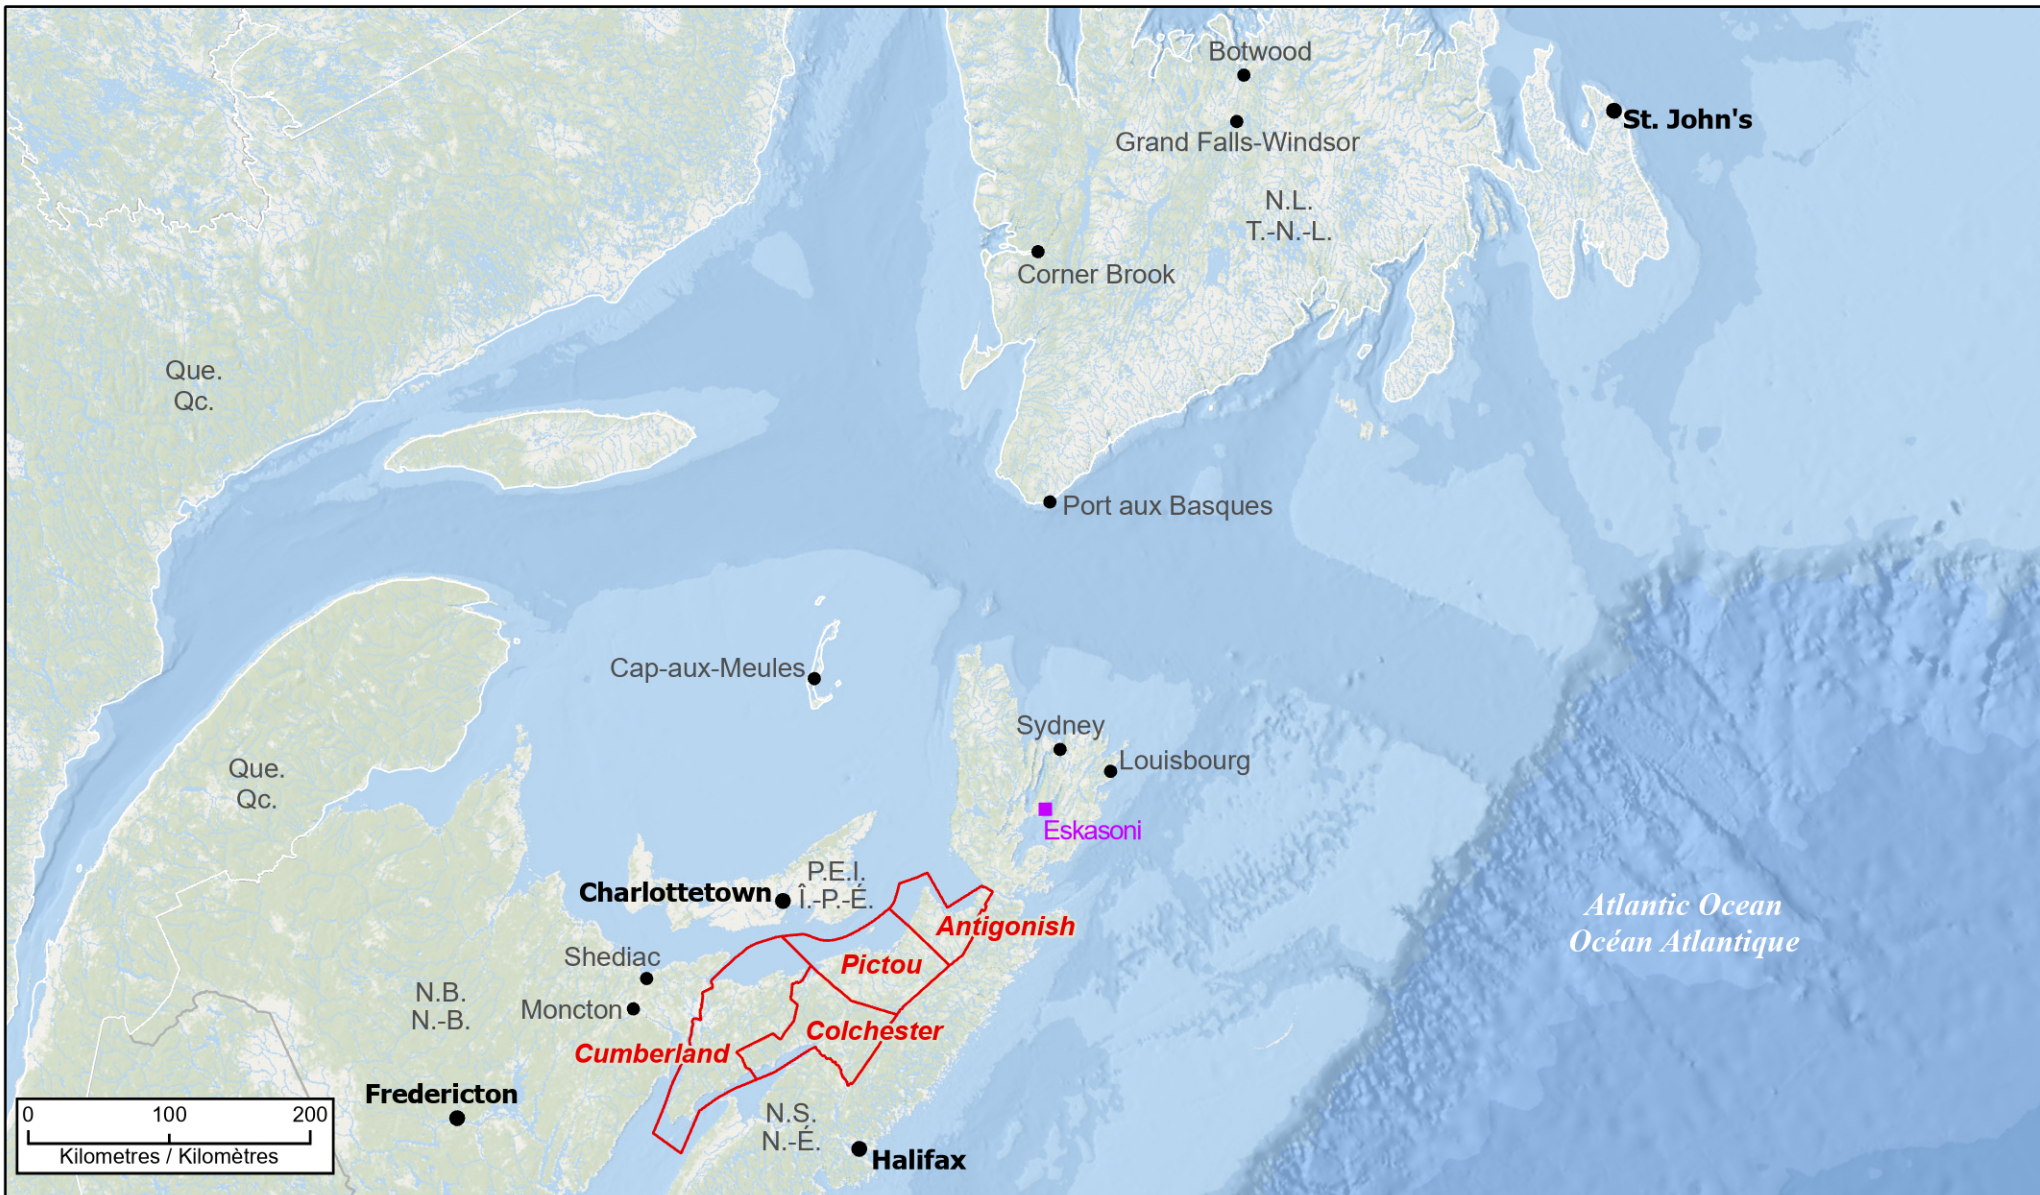 Botwood
St. John's
Grand Falls-Windsor
N.L.
T.-N.-L.
Corner Brook
Que.
Qc.
Port aux Basques
Cap-aux-Meules
Sydney
Louisbourg
Que.
Qc.
Eskasoni
P.E.I.
Î.-P.-É.
Charlottetown
Atlantic Ocean
Océan Atlantique
Antigonish
Shediac
Pictou
N.B.
N.-B.
Moncton
Colchester
Cumberland
Fredericton
N.S.
N.-É.
Halifax
0 100 200
Kilometres / Kilomètres